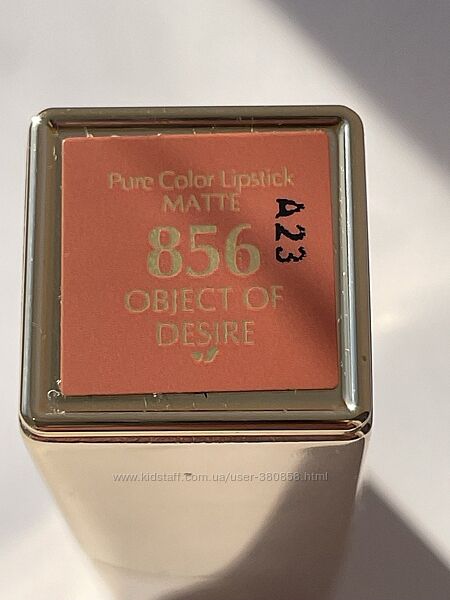 Pure Color Lipstick
MATTE
856
OBJECT OF
DESIRE
A23
www.kidstaff.com.ua/user-380858.html